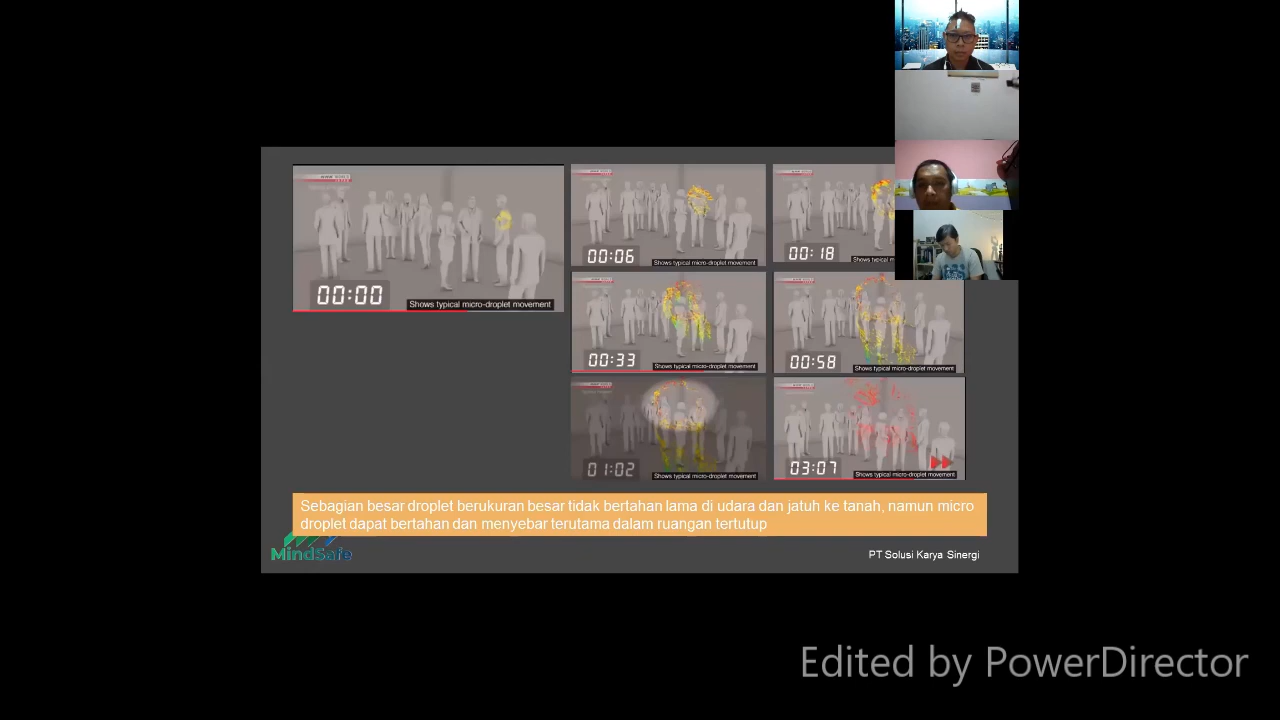 00:00
Shows typical micro-droplet movement
00:06
Shows typical micro-droplet movement
00:18
Shows typical mi
00:33
Shows typical micro-droplet movement
00:58
Shows typical micro-droplet movement
01:02
Shows typical micro-droplet movement
03:07
Shows typical micro-droplet movement
Sebagian besar droplet berukuran besar tidak bertahan lama di udara dan jatuh ke tanah, namun micro
droplet dapat bertahan dan menyebar terutama dalam ruangan tertutup
MindSafe
PT Solusi Karya Sinergi
Edited by PowerDirector